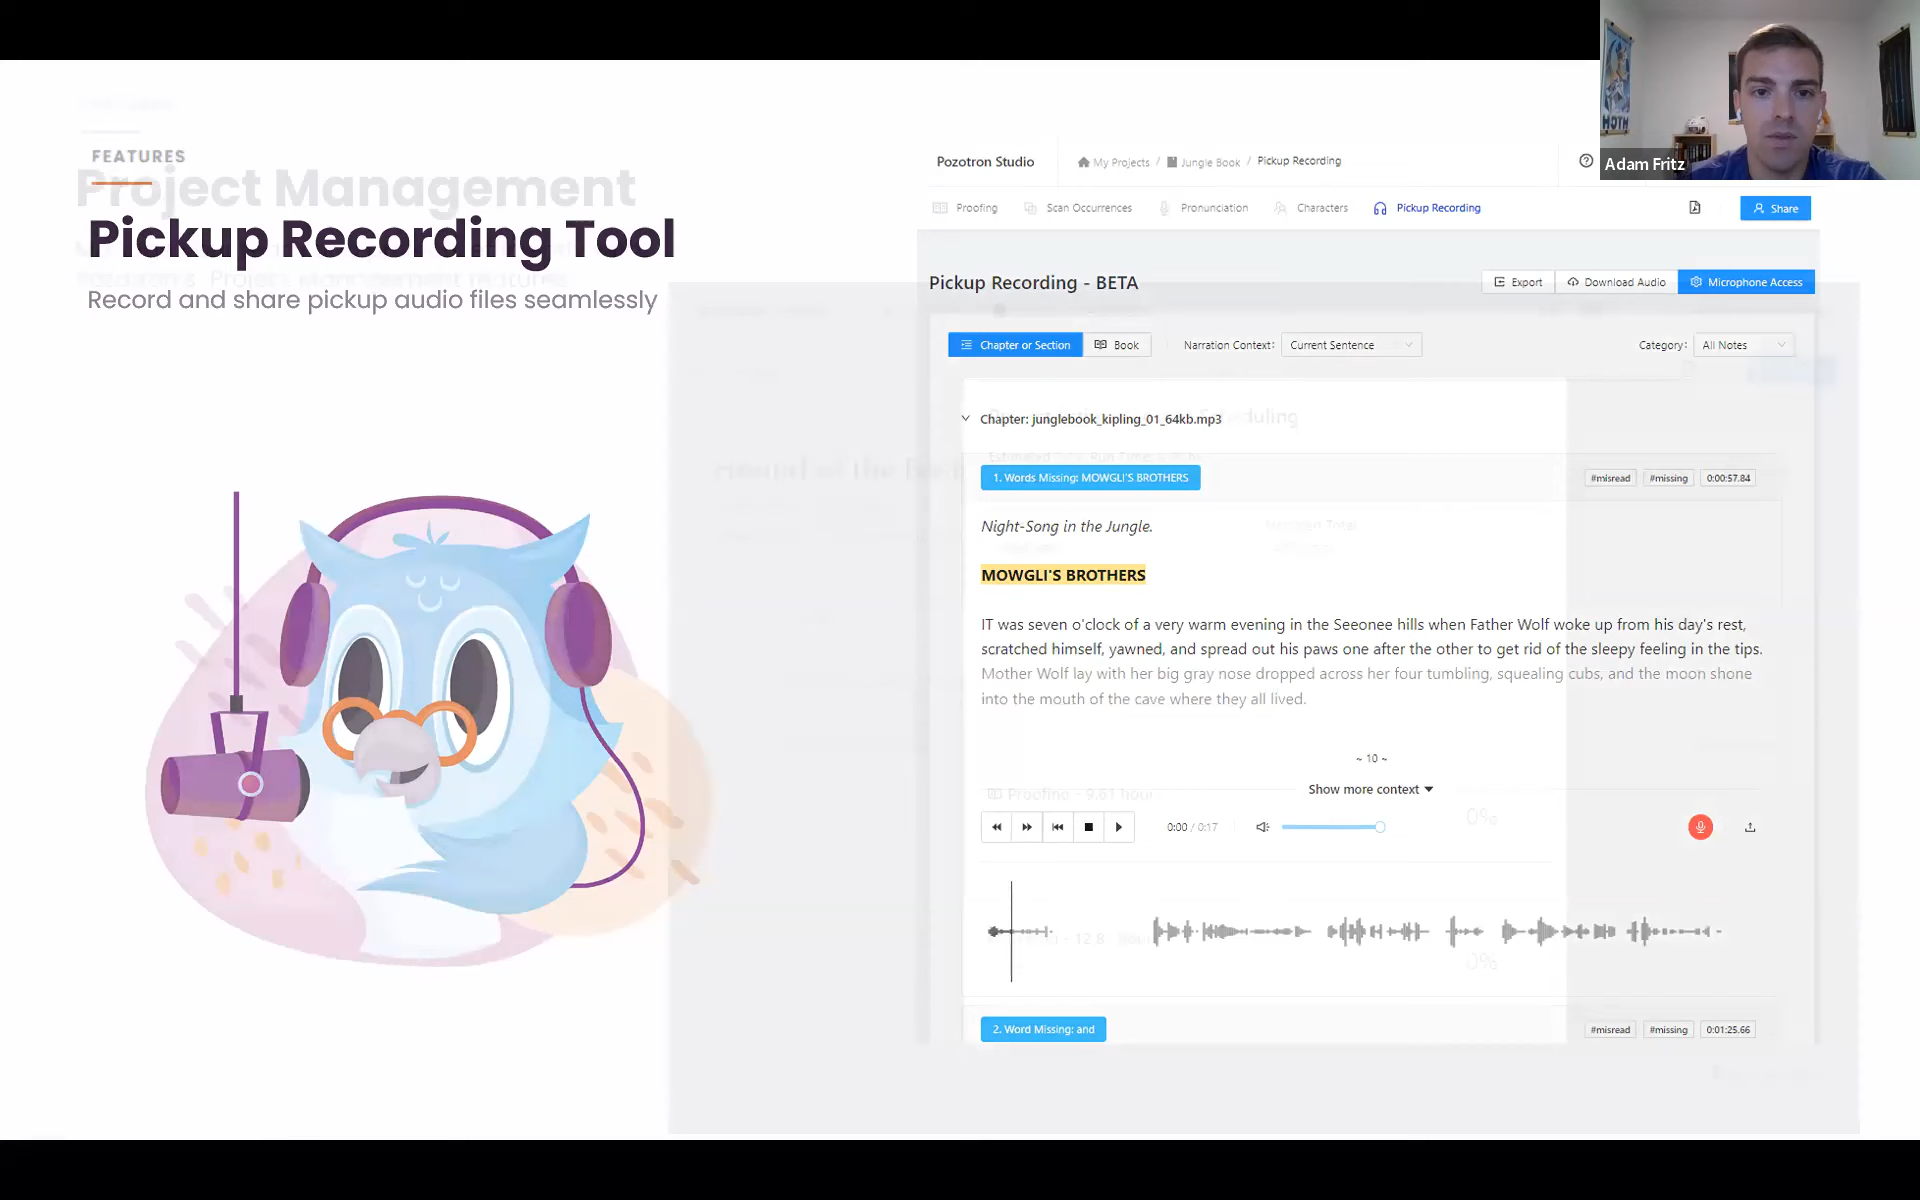 FEATURES
Project Management
Pickup Recording Tool
Record and share pickup audio files seamlessly
Adam Fritz
Pozotron Studio
My Projects / Jungle Book / Pickup Recording
Proofing Scan Occurrences Pronunciation Characters Pickup Recording Share
Pickup Recording - BETA
Export Download Audio Microphone Access
Chapter or Section Book Narration Context: Current Sentence Category: All Notes
Chapter: junglebook_kipling_01_64kb.mp3
1. Words Missing: MOWGLI'S BROTHERS #misread #missing 0:00:57.84
Night-Song in the Jungle.
MOWGLI'S BROTHERS
IT was seven o'clock of a very warm evening in the Seeonee hills when Father Wolf woke up from his day's rest,
scratched himself, yawned, and spread out his paws one after the other to get rid of the sleepy feeling in the tips.
Mother Wolf lay with her big gray nose dropped across her four tumbling, squealing cubs, and the moon shone
into the mouth of the cave where they all lived.
~ 10 ~
Show more context
Proofing - 9.61 hours
0%
0:00 / 0:17
0%
2. Word Missing: and #misread #missing 0:01:25.66